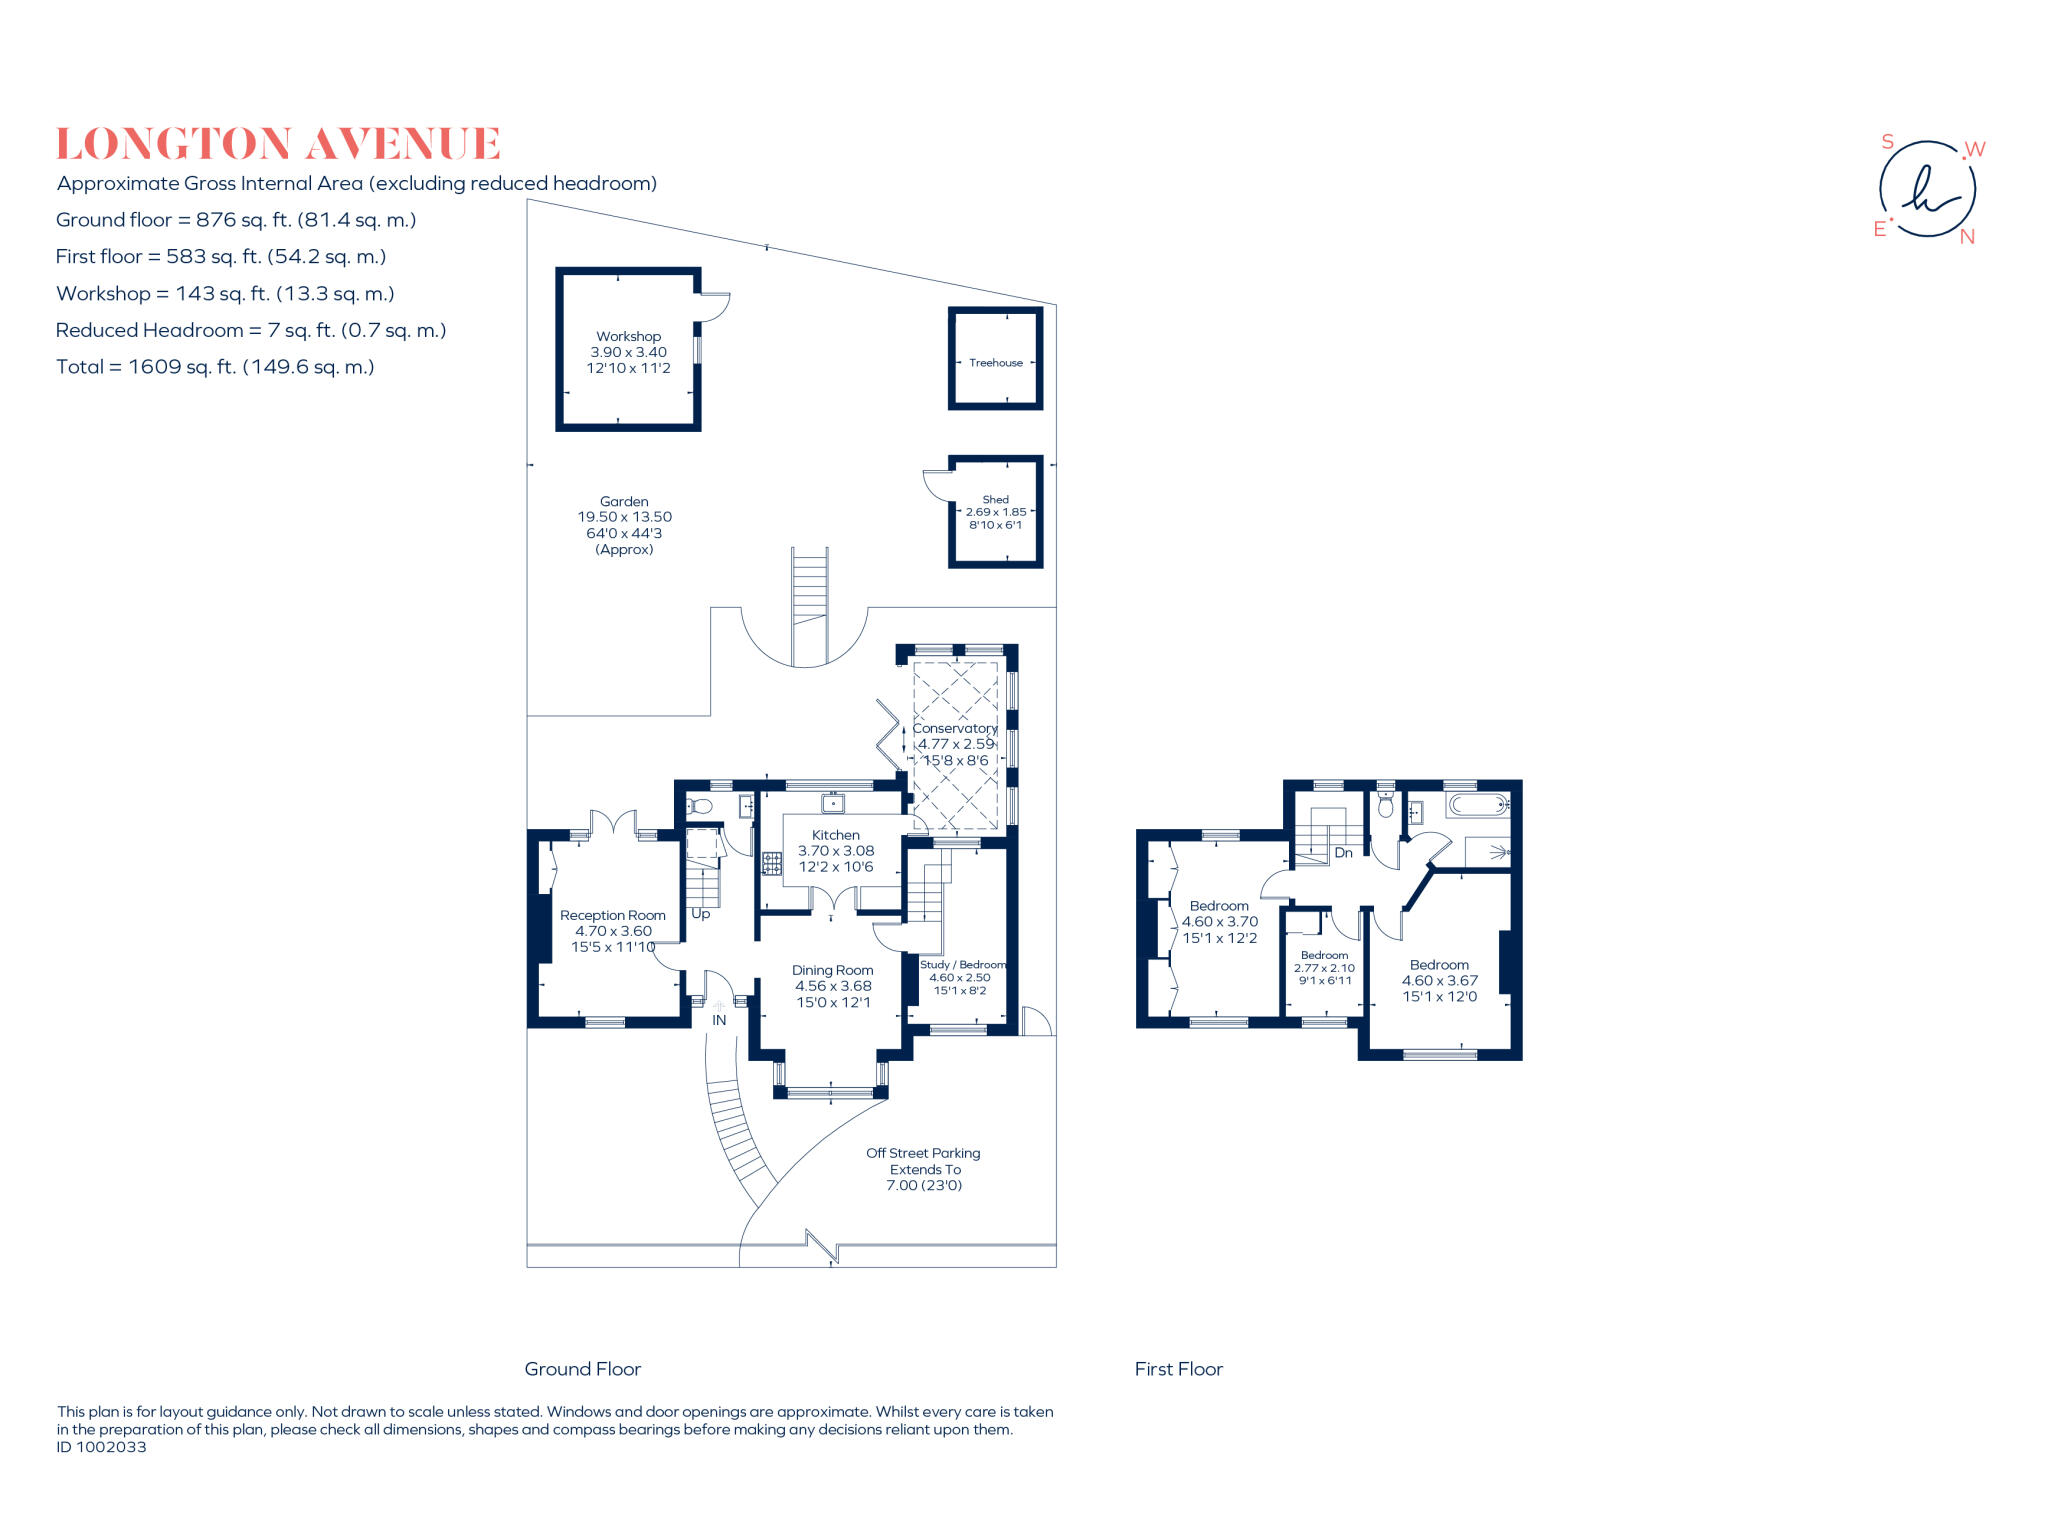 LONGTON AVENUE
Approximate Gross Internal Area (excluding reduced headroom)
Ground floor = 876 sq. ft. (81.4 sq. m.)
First floor = 583 sq. ft. (54.2 sq. m.)
Workshop = 143 sq. ft. (13.3 sq. m.)
Reduced Headroom = 7 sq. ft. (0.7 sq. m.)
Total = 1609 sq. ft. (149.6 sq. m.)
S
W
E
N
Workshop
3.90 x 3.40
12'10 x 11'2
Treehouse
Shed
2.69 x 1.85
8'10 x 6'1
Garden
19.50 x 13.50
64'0 x 44'3
(Approx)
Conservatory
4.77 x 2.59
15'8 x 8'6
Kitchen
3.70 x 3.08
12'2 x 10'6
Up
Reception Room
4.70 x 3.60
15'5 x 11'10
Dining Room
4.56 x 3.68
15'0 x 12'1
Study / Bedroom
4.60 x 2.50
15'1 x 8'2
IN
Off Street Parking
Extends To
7.00 (23'0)
Dn
Bedroom
4.60 x 3.70
15'1 x 12'2
Bedroom
2.77 x 2.10
9'1 x 6'11
Bedroom
4.60 x 3.67
15'1 x 12'0
Ground Floor
First Floor
This plan is for layout guidance only. Not drawn to scale unless stated. Windows and door openings are approximate. Whilst every care is taken
in the preparation of this plan, please check all dimensions, shapes and compass bearings before making any decisions reliant upon them.
ID 1002033